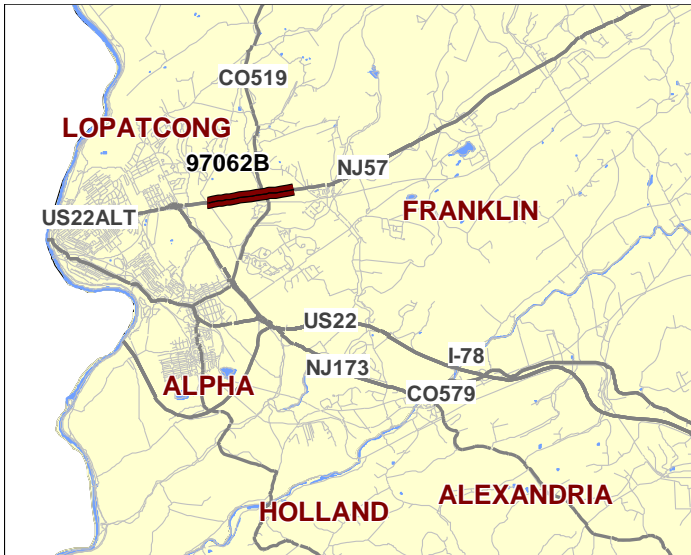 CO519
LOPATCONG
97062B
NJ57
US22ALT
FRANKLIN
US22
I-78
NJ173
ALPHA
CO579
ALEXANDRIA
HOLLAND